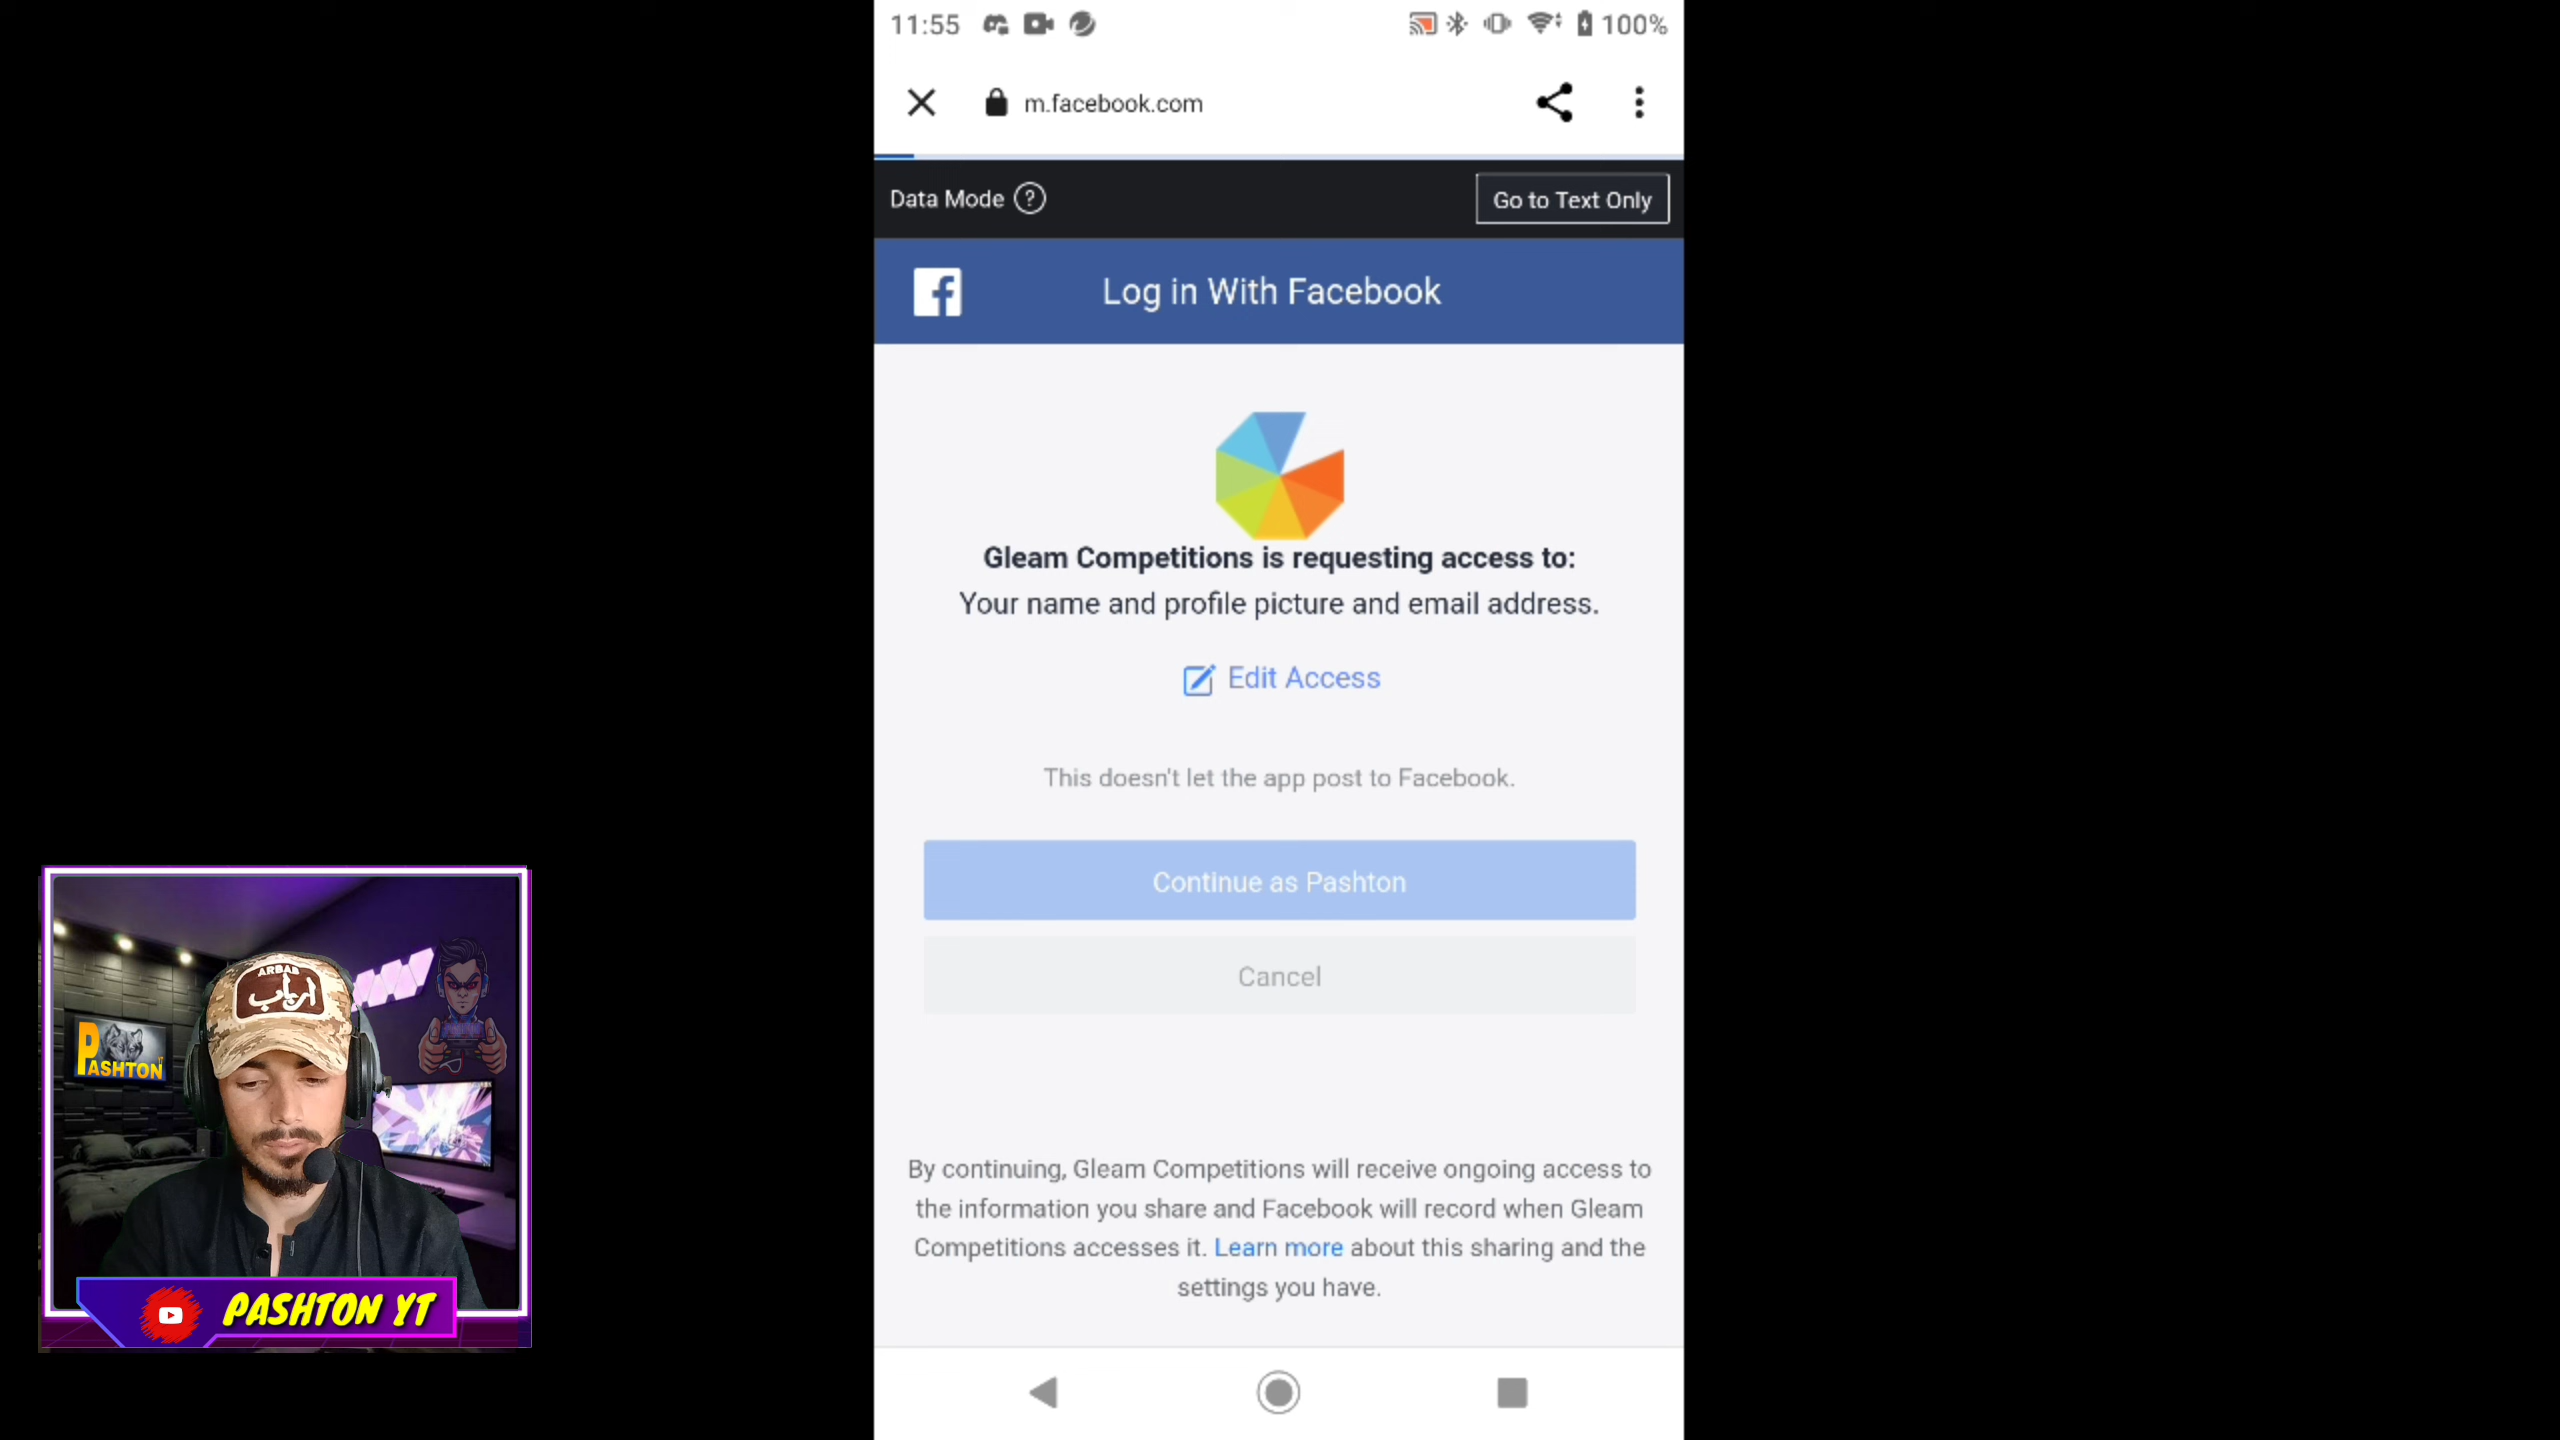 11:55
100%
m.facebook.com
Data Mode ?
Go to Text Only
Log in With Facebook
Gleam Competitions is requesting access to:
Your name and profile picture and email address.
Edit Access
This doesn't let the app post to Facebook.
Continue as Pashton
Cancel
By continuing, Gleam Competitions will receive ongoing access to
the information you share and Facebook will record when Gleam
Competitions accesses it. Learn more about this sharing and the
settings you have.
ARBAB
ارباب
PASHTON YT
PASHTON YT